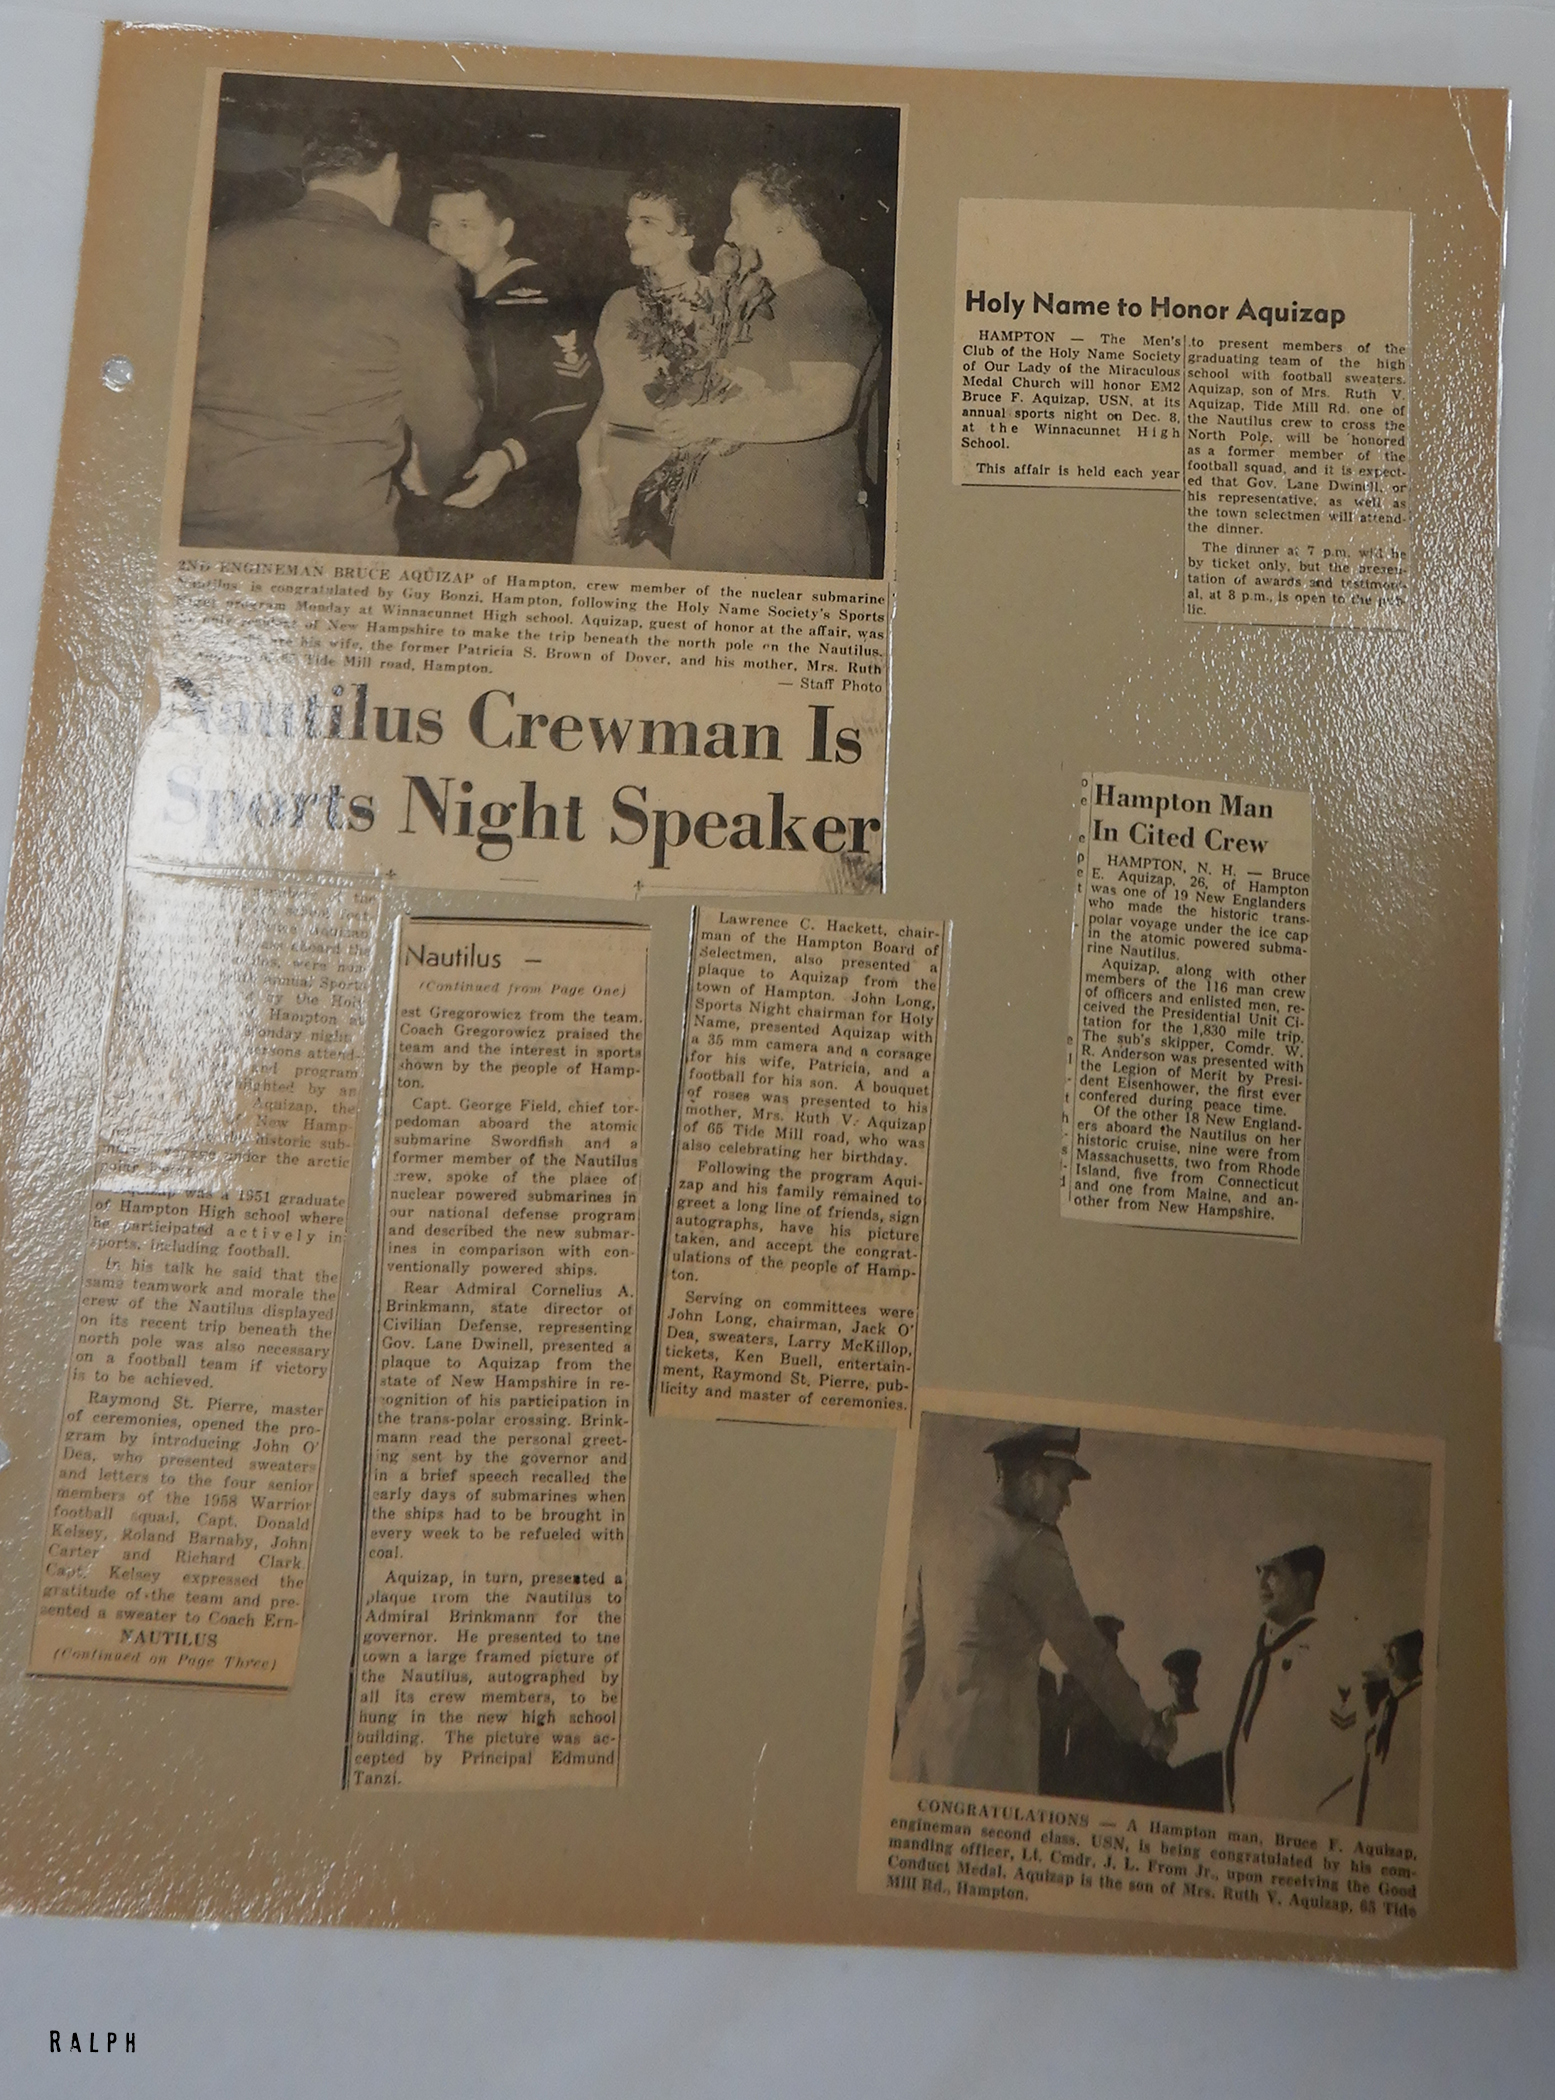 2ND ENGINEMAN BRUCE AQUIZAP of Hampton, crew member of the nuclear submarine
Nautilus, is congratulated by Guy Bonzi, Hampton, following the Holy Name Society's Sports
program Monday at Winnacunnet High school. Aquizap, guest of honor at the affair, was
of New Hampshire to make the trip beneath the north pole on the Nautilus.
his wife, the former Patricia S. Brown of Dover, and his mother, Mrs. Ruth
Tide Mill road, Hampton.
— Staff Photo
Nautilus Crewman Is
Sports Night Speaker
the
aboard the
were
Annual Sports
by the Holy
Hampton at
Monday night.
persons attend-
program
by an
Aquizap, the
New Hamp-
historic sub-
under the arctic
Aquizap was a 1951 graduate
of Hampton High school where
he participated actively in
sports, including football.
In his talk he said that the
same teamwork and morale the
crew of the Nautilus displayed
on its recent trip beneath the
north pole was also necessary
on a football team if victory
is to be achieved.
Raymond St. Pierre, master
of ceremonies, opened the pro-
gram by introducing John O'
Dea, who presented sweaters
and letters to the four senior
members of the 1958 Warrior
football squad, Capt. Donald
Kelsey, Roland Barnaby, John
Carter and Richard Clark.
Capt. Kelsey expressed the
gratitude of the team and pre-
sented a sweater to Coach Ern-
NAUTILUS
(Continued on Page Three)
Nautilus —
(Continued from Page One)
est Gregorowicz from the team.
Coach Gregorowicz praised the
team and the interest in sports
shown by the people of Hamp-
ton.
Capt. George Field, chief tor-
pedoman aboard the atomic
submarine Swordfish and a
former member of the Nautilus
crew, spoke of the place of
nuclear powered submarines in
our national defense program
and described the new submar-
ines in comparison with con-
ventionally powered ships.
Rear Admiral Cornelius A.
Brinkmann, state director of
Civilian Defense, representing
Gov. Lane Dwinell, presented a
plaque to Aquizap from the
state of New Hampshire in re-
cognition of his participation in
the trans-polar crossing. Brink-
mann read the personal greet-
ing sent by the governor and
in a brief speech recalled the
early days of submarines when
the ships had to be brought in
every week to be refueled with
coal.
Aquizap, in turn, presented a
plaque from the Nautilus to
Admiral Brinkmann for the
governor. He presented to the
town a large framed picture of
the Nautilus, autographed by
all its crew members, to be
hung in the new high school
building. The picture was ac-
cepted by Principal Edmund
Tanzi.
Lawrence C. Hackett, chair-
man of the Hampton Board of
Selectmen, also presented a
plaque to Aquizap from the
town of Hampton. John Long,
Sports Night chairman for Holy
Name, presented Aquizap with
a 35 mm camera and a corsage
for his wife, Patricia, and a
football for his son. A bouquet
of roses was presented to his
mother, Mrs. Ruth V. Aquizap
of 65 Tide Mill road, who was
also celebrating her birthday.
Following the program Aqui-
zap and his family remained to
greet a long line of friends, sign
autographs, have his picture
taken, and accept the congrat-
ulations of the people of Hamp-
ton.
Serving on committees were
John Long, chairman, Jack O'
Dea, sweaters, Larry McKillop,
tickets, Ken Buell, entertain-
ment, Raymond St. Pierre, pub-
licity and master of ceremonies.
Holy Name to Honor Aquizap
HAMPTON — The Men's
Club of the Holy Name Society
of Our Lady of the Miraculous
Medal Church will honor EM2
Bruce F. Aquizap, USN, at its
annual sports night on Dec. 8,
at the Winnacunnet High
School.
This affair is held each year
to present members of the
graduating team of the high
school with football sweaters.
Aquizap, son of Mrs. Ruth V.
Aquizap, Tide Mill Rd. one of
the Nautilus crew to cross the
North Pole, will be honored
as a former member of the
football squad, and it is expect-
ed that Gov. Lane Dwinell, or
his representative, as well as
the town selectmen will attend
the dinner.
The dinner at 7 p.m. will be
by ticket only, but the presen-
tation of awards and testimon-
al, at 8 p.m., is open to the pub-
lic.
Hampton Man
In Cited Crew
HAMPTON, N. H. — Bruce
E. Aquizap, 26, of Hampton
was one of 19 New Englanders
who made the historic trans-
polar voyage under the ice cap
in the atomic powered subma-
rine Nautilus.
Aquizap, along with other
members of the 116 man crew
of officers and enlisted men, re-
ceived the Presidential Unit Ci-
tation for the 1,830 mile trip.
The sub's skipper, Comdr. W.
R. Anderson was presented with
the Legion of Merit by Presi-
dent Eisenhower, the first ever
confered during peace time.
Of the other 18 New England-
ers aboard the Nautilus on her
historic cruise, nine were from
Massachusetts, two from Rhode
Island, five from Connecticut
and one from Maine, and an-
other from New Hampshire.
CONGRATULATIONS — A Hampton man, Bruce F. Aquizap,
engineman second class, USN, is being congratulated by his com-
manding officer, Lt. Cmdr. J. L. From Jr., upon receiving the Good
Conduct Medal. Aquizap is the son of Mrs. Ruth V. Aquizap, 65 Tide
Mill Rd., Hampton.
RALPH